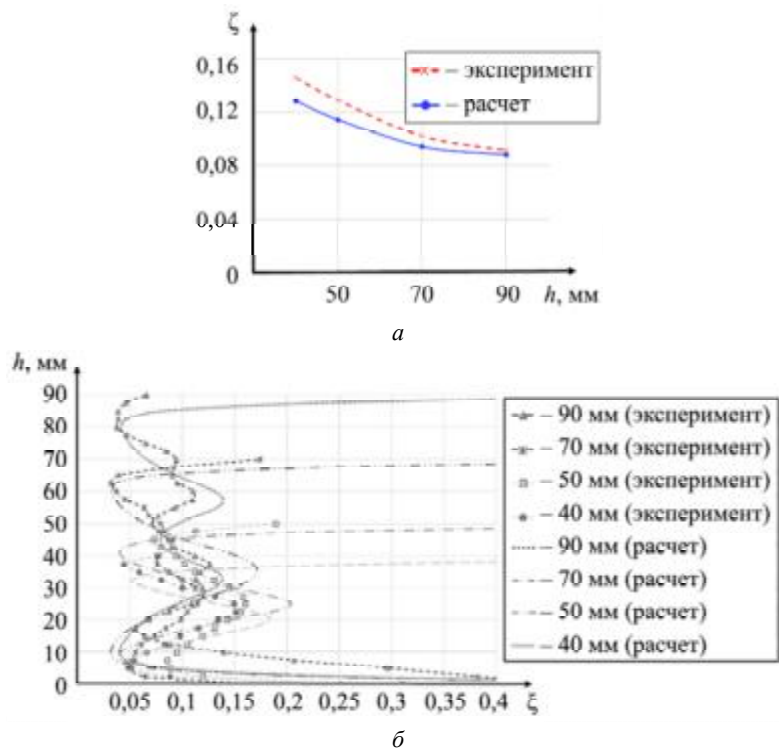 ζ
0,16
0,12
0,08
0,04
0
50 70 90 h, мм
– эксперимент
– расчет
а
h, мм
90
80
70
60
50
40
30
20
10
0
0,05 0,1 0,15 0,2 0,25 0,3 0,35 0,4 ξ
– 90 мм (эксперимент)
– 70 мм (эксперимент)
– 50 мм (эксперимент)
– 40 мм (эксперимент)
– 90 мм (расчет)
– 70 мм (расчет)
– 50 мм (расчет)
– 40 мм (расчет)
б